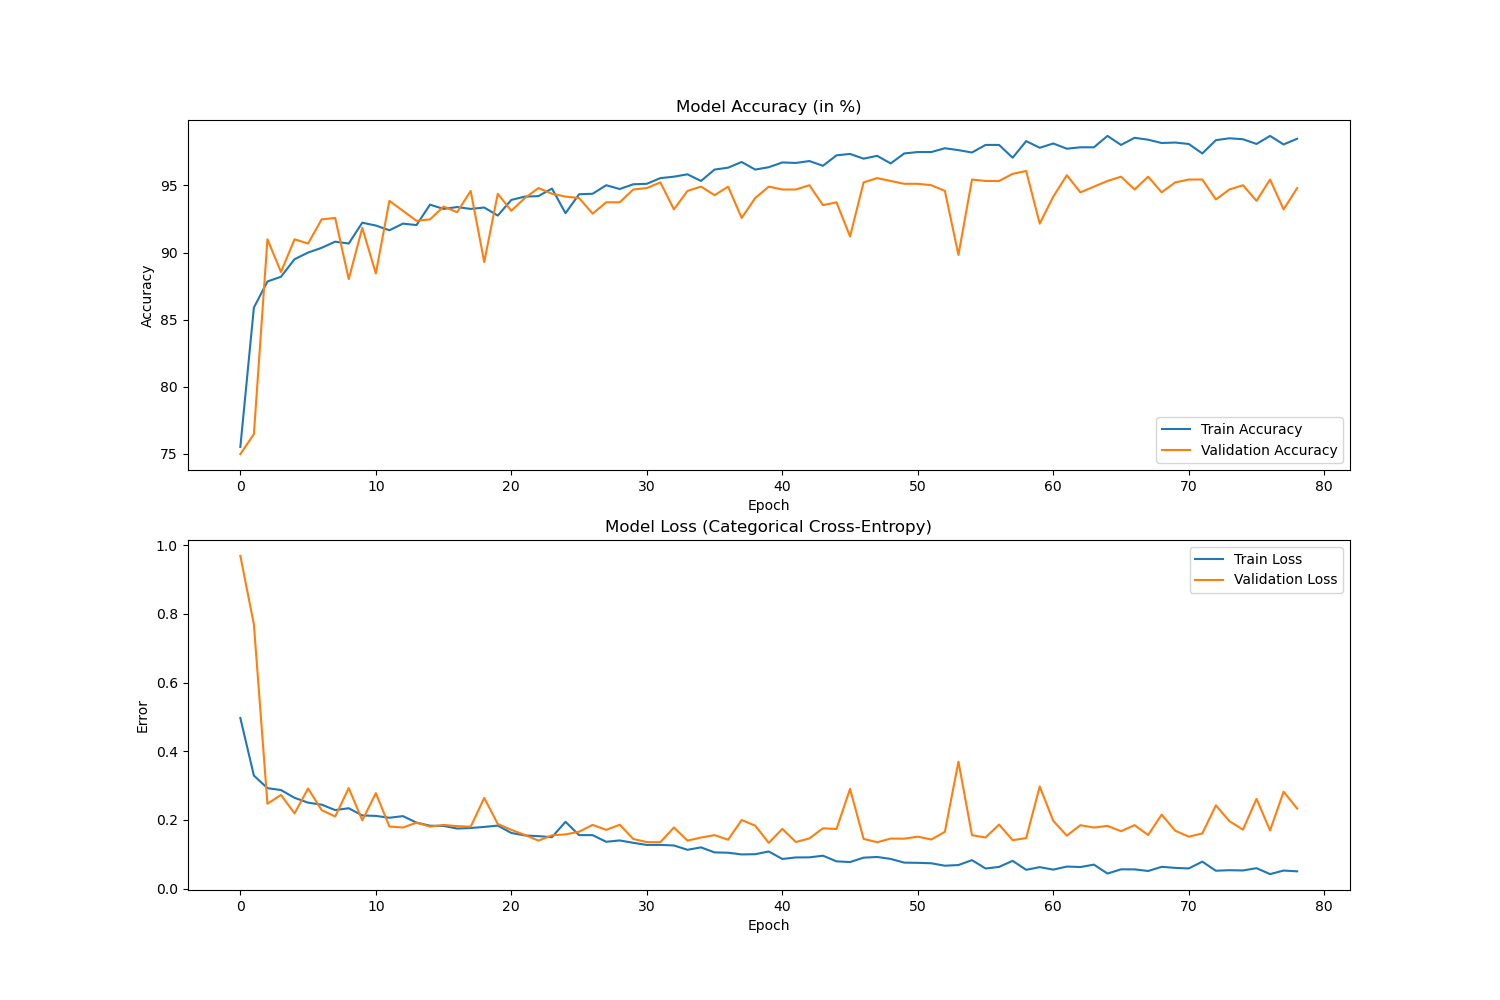 Model Accuracy (in %)
Accuracy
95
90
85
80
75
Train Accuracy
Validation Accuracy
0 10 20 30 40 50 60 70 80
Epoch
Model Loss (Categorical Cross-Entropy)
Error
1.0
0.8
0.6
0.4
0.2
0.0
Train Loss
Validation Loss
0 10 20 30 40 50 60 70 80
Epoch